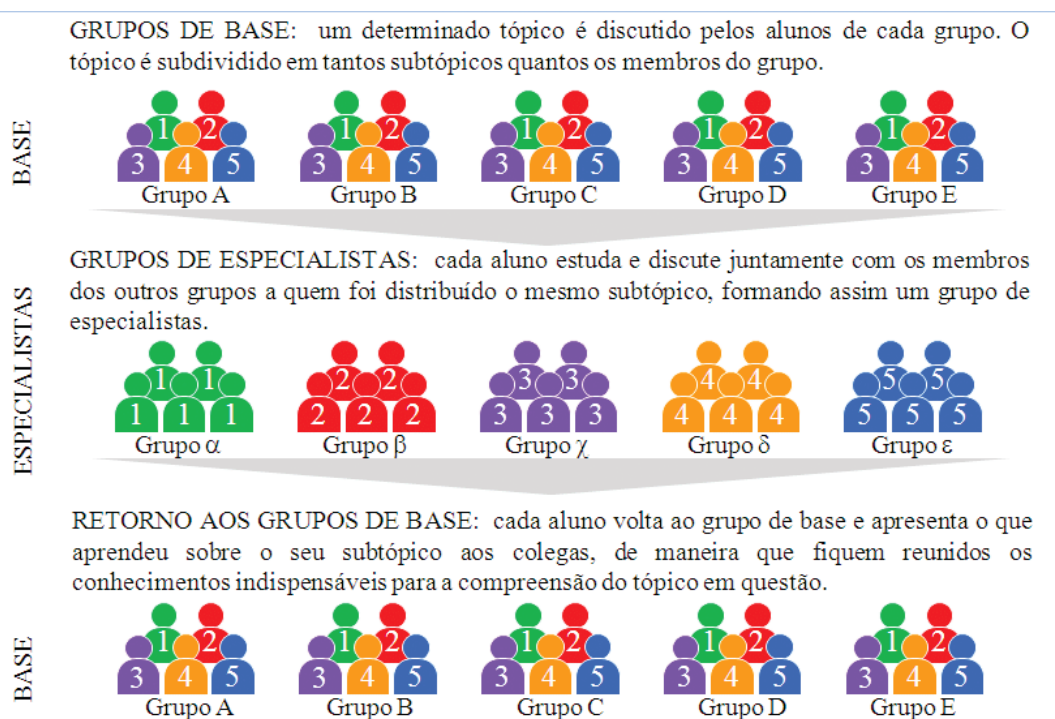 GRUPOS DE BASE: um determinado tópico é discutido pelos alunos de cada grupo. O
tópico é subdividido em tantos subtópicos quantos os membros do grupo.
BASE
1 2 1 2 1 2 1 2 1 2
3 4 5 3 4 5 3 4 5 3 4 5 3 4 5
Grupo A Grupo B Grupo C Grupo D Grupo E
GRUPOS DE ESPECIALISTAS: cada aluno estuda e discute juntamente com os membros
dos outros grupos a quem foi distribuído o mesmo subtópico, formando assim um grupo de
especialistas.
ESPECIALISTAS
1 1 2 2 3 3 4 4 5 5
1 1 1 2 2 2 3 3 3 4 4 4 5 5 5
Grupo α Grupo β Grupo χ Grupo δ Grupo ε
RETORNO AOS GRUPOS DE BASE: cada aluno volta ao grupo de base e apresenta o que
aprendeu sobre o seu subtópico aos colegas, de maneira que fiquem reunidos os
conhecimentos indispensáveis para a compreensão do tópico em questão.
BASE
1 2 1 2 1 2 1 2 1 2
3 4 5 3 4 5 3 4 5 3 4 5 3 4 5
Grupo A Grupo B Grupo C Grupo D Grupo E